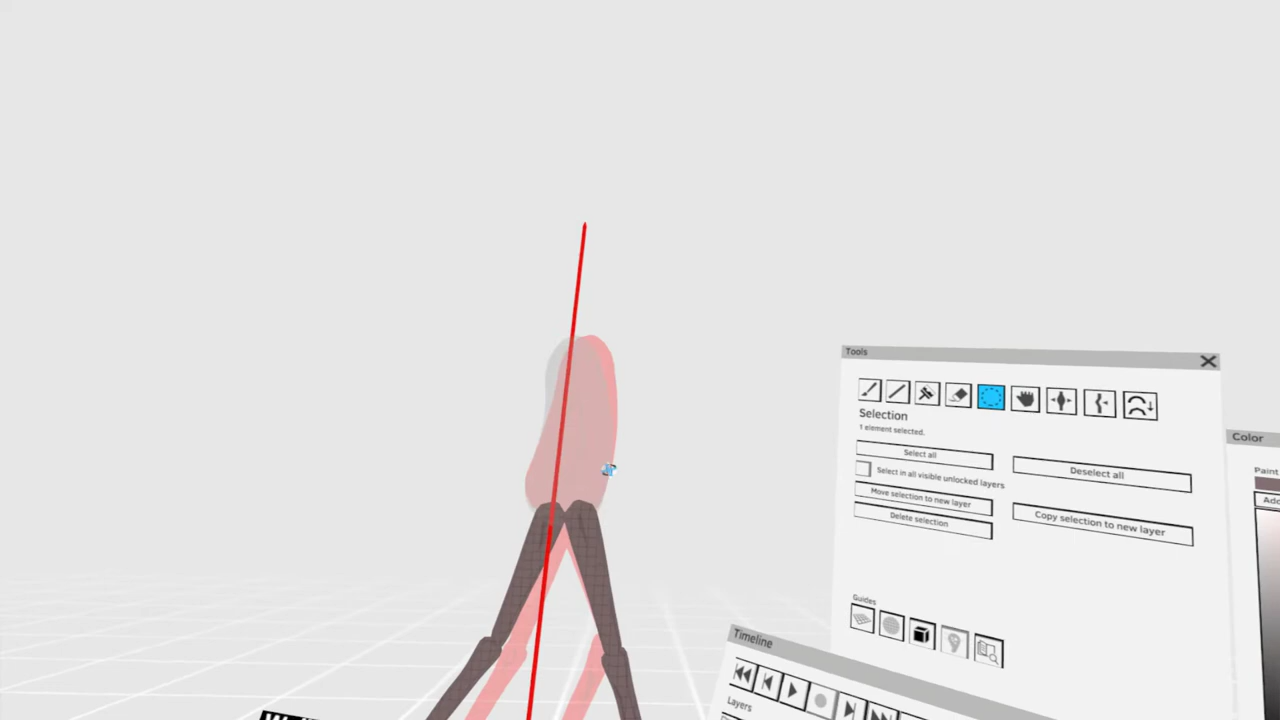 Tools
Selection
1 element selected.
Select all
Deselect all
Select in all visible unlocked layers
Move selection to new layer
Copy selection to new layer
Delete selection
Guides
Timeline
Layers
Color
Paint